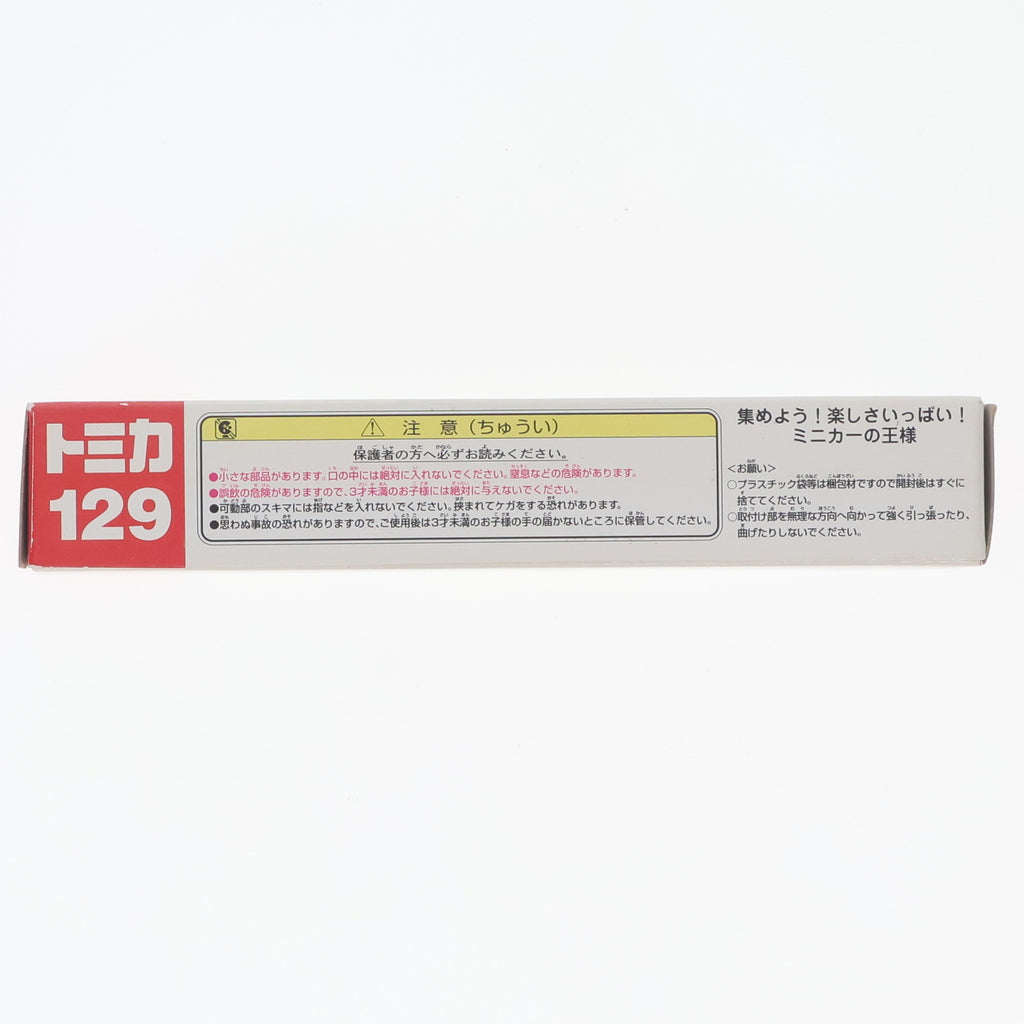 トミカ
129
注意(ちゅうい)
保護者の方へ必ずお読みください。
●小さな部品があります。口の中には絶対に入れないでください。窒息などの危険があります。
●誤飲の危険がありますので、3才未満のお子様には絶対に与えないでください。
●可動部のスキマには指などを入れないでください。挟まれてケガをする恐れがあります。
●思わぬ事故の恐れがありますので、ご使用後は3才未満のお子様の手の届かないところに保管してください。
集めよう!楽しさいっぱい!
ミニカーの王様
<お願い>
○プラスチック袋等は梱包材ですので開封後はすぐに
捨ててください。
○取付け部を無理な方向へ向かって強く引っ張ったり、
曲げたりしないでください。